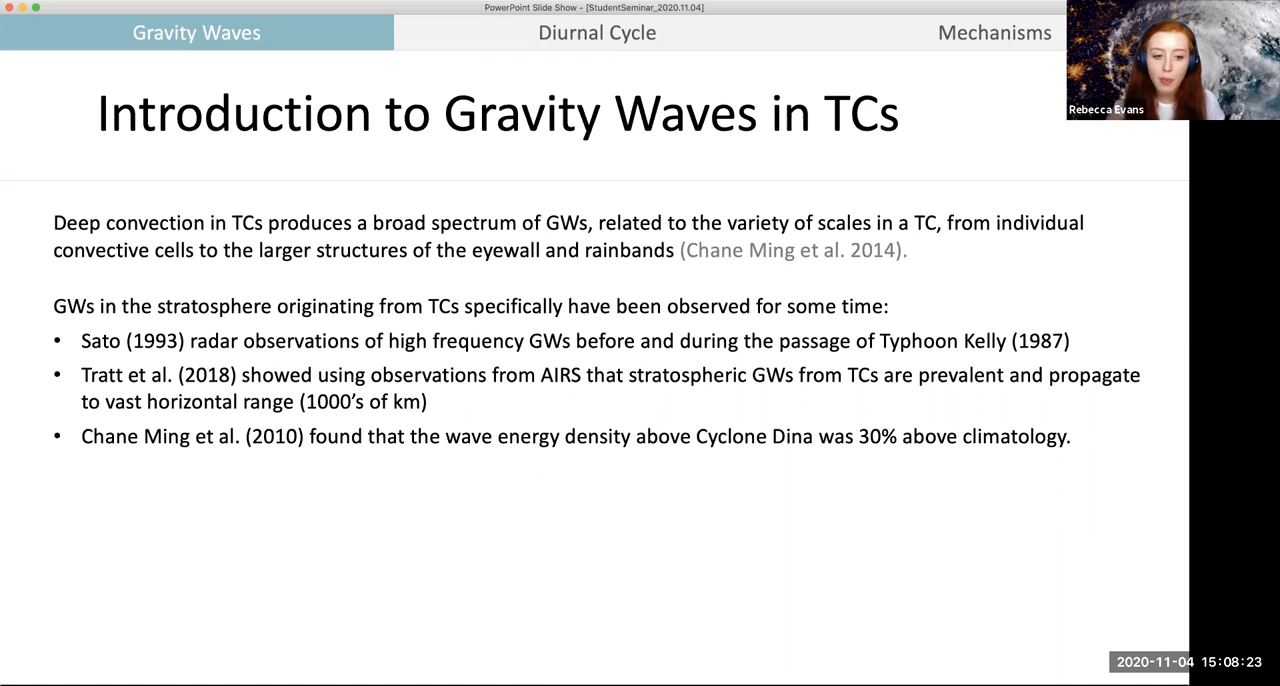 PowerPoint Slide Show - [StudentSeminar_2020.11.04]
Gravity Waves
Diurnal Cycle
Mechanisms
Rebecca Evans
Introduction to Gravity Waves in TCs
Deep convection in TCs produces a broad spectrum of GWs, related to the variety of scales in a TC, from individual
convective cells to the larger structures of the eyewall and rainbands (Chane Ming et al. 2014).
GWs in the stratosphere originating from TCs specifically have been observed for some time:
• Sato (1993) radar observations of high frequency GWs before and during the passage of Typhoon Kelly (1987)
• Tratt et al. (2018) showed using observations from AIRS that stratospheric GWs from TCs are prevalent and propagate
to vast horizontal range (1000’s of km)
• Chane Ming et al. (2010) found that the wave energy density above Cyclone Dina was 30% above climatology.
2020-11-04 15:08:23